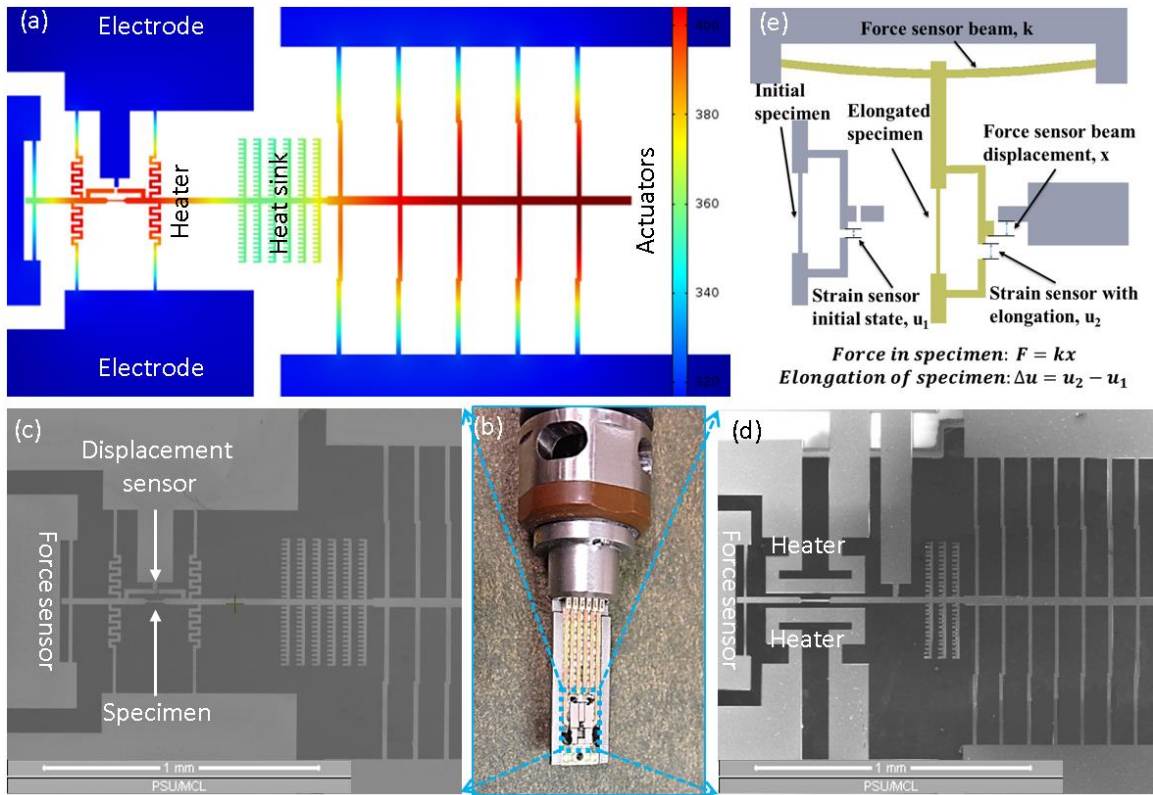 (a)
Electrode
Heater
Heat sink
Actuators
Electrode
400
380
360
340
320
(e)
Force sensor
beam, k
Initial
specimen
Elongated
specimen
Force sensor beam
displacement, x
Strain sensor
initial state, u₁
Strain sensor with
elongation, u₂
Force in specimen: F = kx
Elongation of specimen: Δu = u₂ − u₁
(c)
Displacement
sensor
Force sensor
Specimen
1 mm
PSU/MCL
(b)
(d)
Heater
Force sensor
Heater
1 mm
PSU/MCL